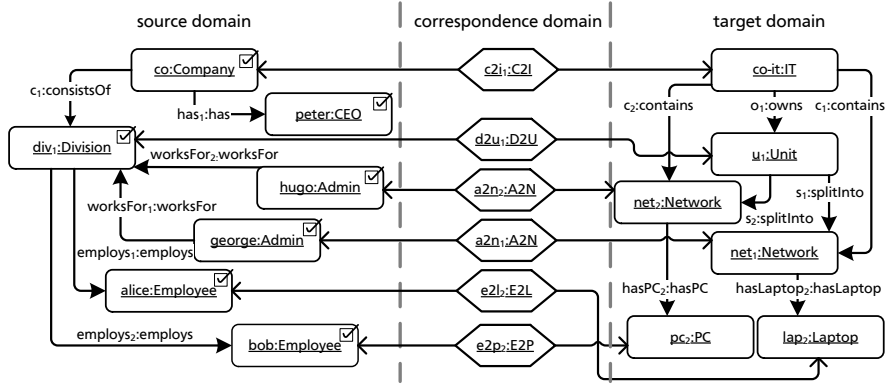 source domain
correspondence domain
target domain
co:Company
c2i₁:C2I
co-it:IT
c₁:consistsOf
has₁:has
peter:CEO
c₂:contains
o₁:owns
c₁:contains
div₁:Division
d2u₁:D2U
u₁:Unit
worksFor₂:worksFor
hugo:Admin
a2n₂:A2N
net₂:Network
s₁:splitInto
worksFor₁:worksFor
s₂:splitInto
george:Admin
a2n₁:A2N
net₁:Network
employs₁:employs
alice:Employee
e2l₂:E2L
hasPC₂:hasPC
hasLaptop₂:hasLaptop
employs₂:employs
bob:Employee
e2p₂:E2P
pc₂:PC
lap₂:Laptop